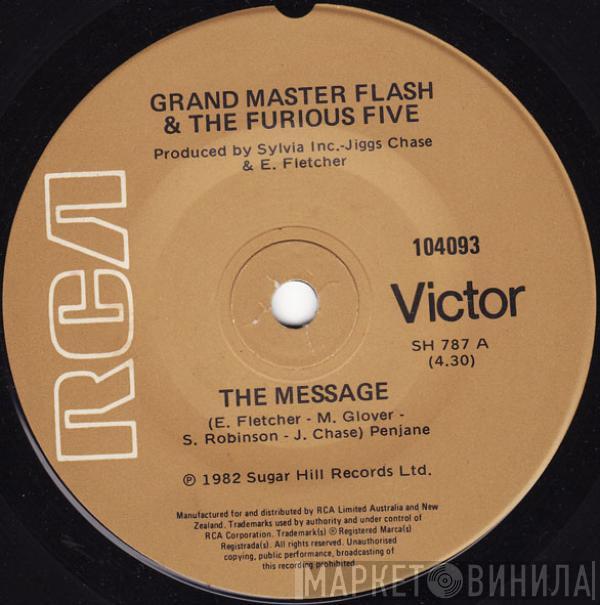 GRAND MASTER FLASH
& THE FURIOUS FIVE
Produced by Sylvia Inc.-Jiggs Chase
& E. Fletcher
RCA
104093
Victor
SH 787 A
(4.30)
THE MESSAGE
(E. Fletcher - M. Glover -
S. Robinson - J. Chase) Penjane
℗ 1982 Sugar Hill Records Ltd.
Manufactured for and distributed by RCA Limited Australia and New
Zealand. Trademarks used by authority and under control of
RCA Corporation. Trademark(s) ® Registered Marca(s)
Registrada(s). All rights reserved. Unauthorised
copying, public performance, broadcasting of
this recording prohibited
МАРКЕТ ВИНИЛА